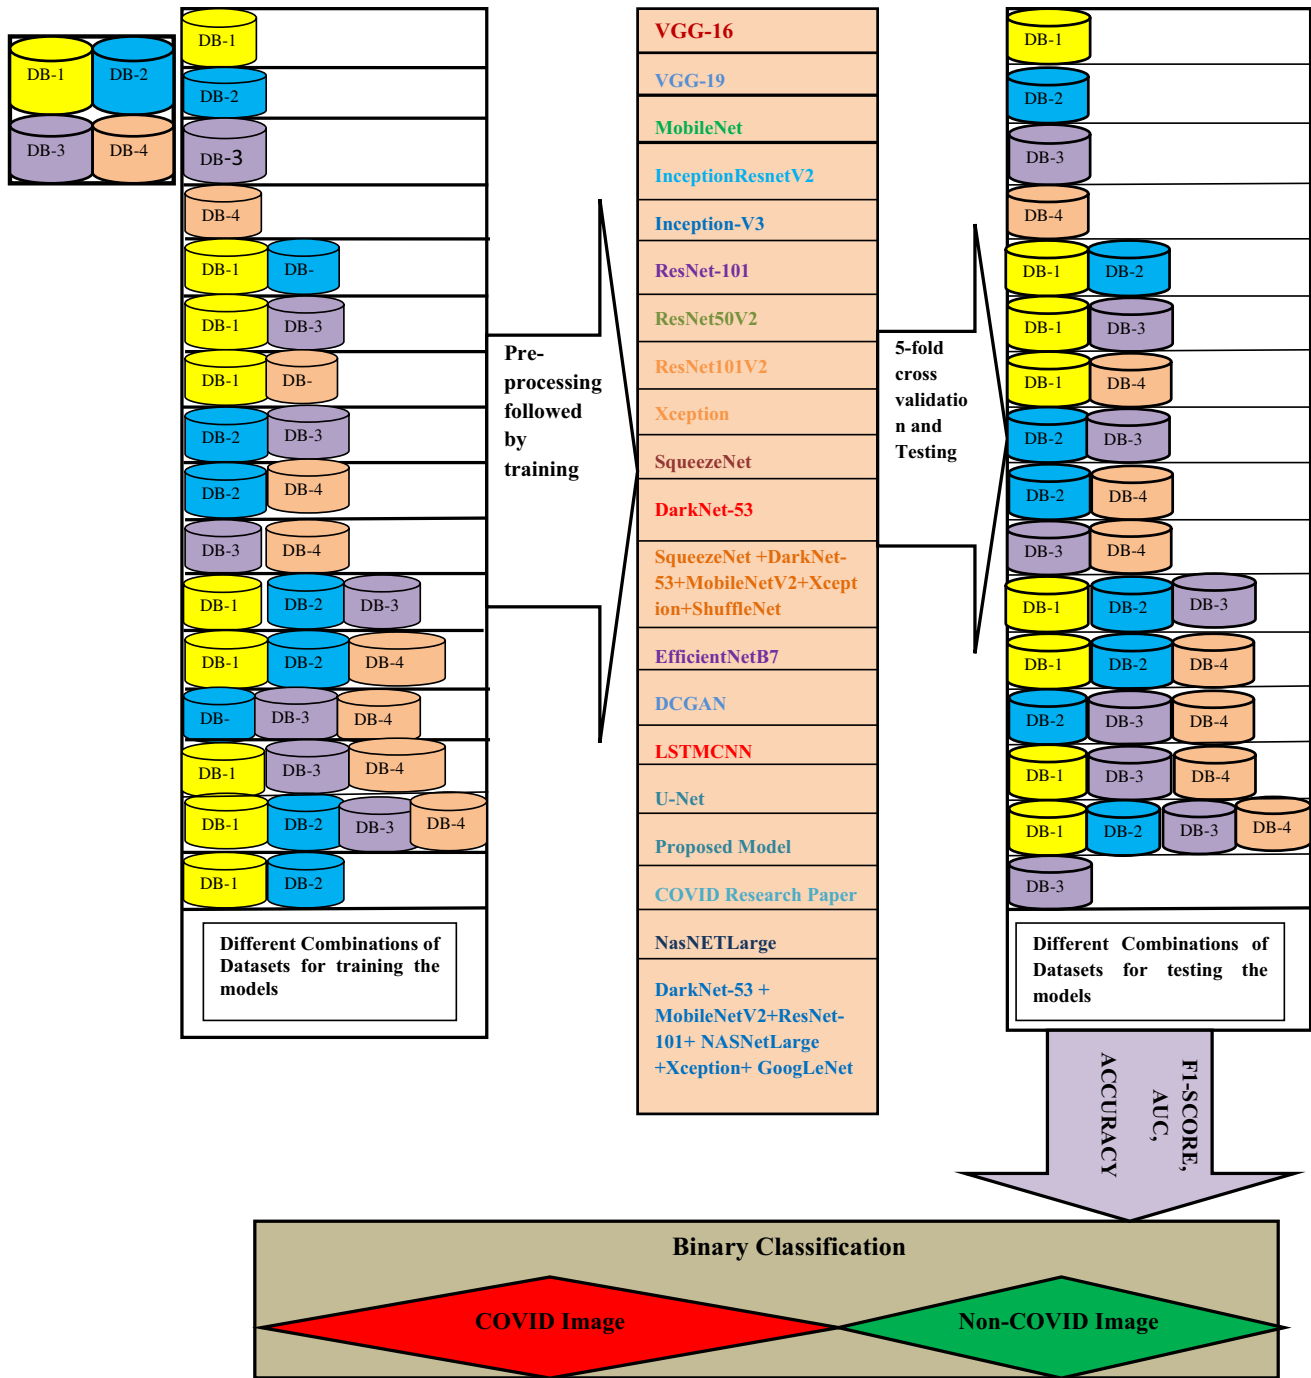 DB-1 DB-2
DB-3 DB-4
DB-1
DB-2
DB-3
DB-4
DB-1 DB-
DB-1 DB-3
DB-1 DB-
DB-2 DB-3
DB-2 DB-4
DB-3 DB-4
DB-1 DB-2 DB-3
DB-1 DB-2 DB-4
DB- DB-3 DB-4
DB-1 DB-3 DB-4
DB-1 DB-2 DB-3 DB-4
DB-1 DB-2
Different Combinations of
Datasets for training the
models
Pre-
processing
followed
by
training
VGG-16
VGG-19
MobileNet
InceptionResnetV2
Inception-V3
ResNet-101
ResNet50V2
ResNet101V2
Xception
SqueezeNet
DarkNet-53
SqueezeNet +DarkNet-
53+MobileNetV2+Xcept
ion+ShuffleNet
EfficientNetB7
DCGAN
LSTMCNN
U-Net
Proposed Model
COVID Research Paper
NasNETLarge
DarkNet-53 +
MobileNetV2+ResNet-
101+ NASNetLarge
+Xception+ GoogLeNet
5-fold
cross
validatio
n and
Testing
DB-1
DB-2
DB-3
DB-4
DB-1 DB-2
DB-1 DB-3
DB-1 DB-4
DB-2 DB-3
DB-2 DB-4
DB-3 DB-4
DB-1 DB-2 DB-3
DB-1 DB-2 DB-4
DB-2 DB-3 DB-4
DB-1 DB-3 DB-4
DB-1 DB-2 DB-3 DB-4
DB-3
Different Combinations of
Datasets for testing the
models
F1-SCORE,
AUC,
ACCURACY
Binary Classification
COVID Image
Non-COVID Image